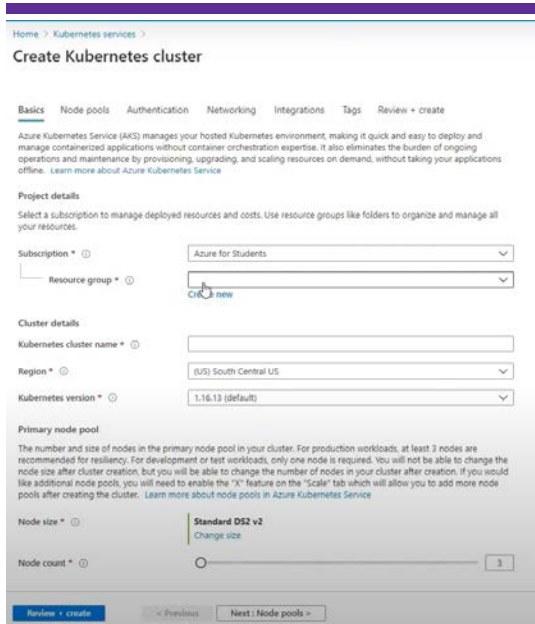 Home > Kubernetes services >
Create Kubernetes cluster
Basics Node pools Authentication Networking Integrations Tags Review + create
Azure Kubernetes Service (AKS) manages your hosted Kubernetes environment, making it quick and easy to deploy and
manage containerized applications without container orchestration expertise. It also eliminates the burden of ongoing
operations and maintenance by provisioning, upgrading, and scaling resources on demand, without taking your applications
offline. Learn more about Azure Kubernetes Service
Project details
Select a subscription to manage deployed resources and costs. Use resource groups like folders to organize and manage all
your resources.
Subscription * Azure for Students
Resource group *
Create new
Cluster details
Kubernetes cluster name *
Region * (US) South Central US
Kubernetes version * 1.16.13 (default)
Primary node pool
The number and size of nodes in the primary node pool in your cluster. For production workloads, at least 3 nodes are
recommended for resiliency. For development or test workloads, only one node is required. You will not be able to change the
node size after cluster creation, but you will be able to change the number of nodes in your cluster after creation. If you would
like additional node pools, you will need to enable the "X" feature on the "Scale" tab which will allow you to add more node
pools after creating the cluster. Learn more about node pools in Azure Kubernetes Service
Node size * Standard DS2 v2
Change size
Node count * 3
Review + create < Previous Next : Node pools >